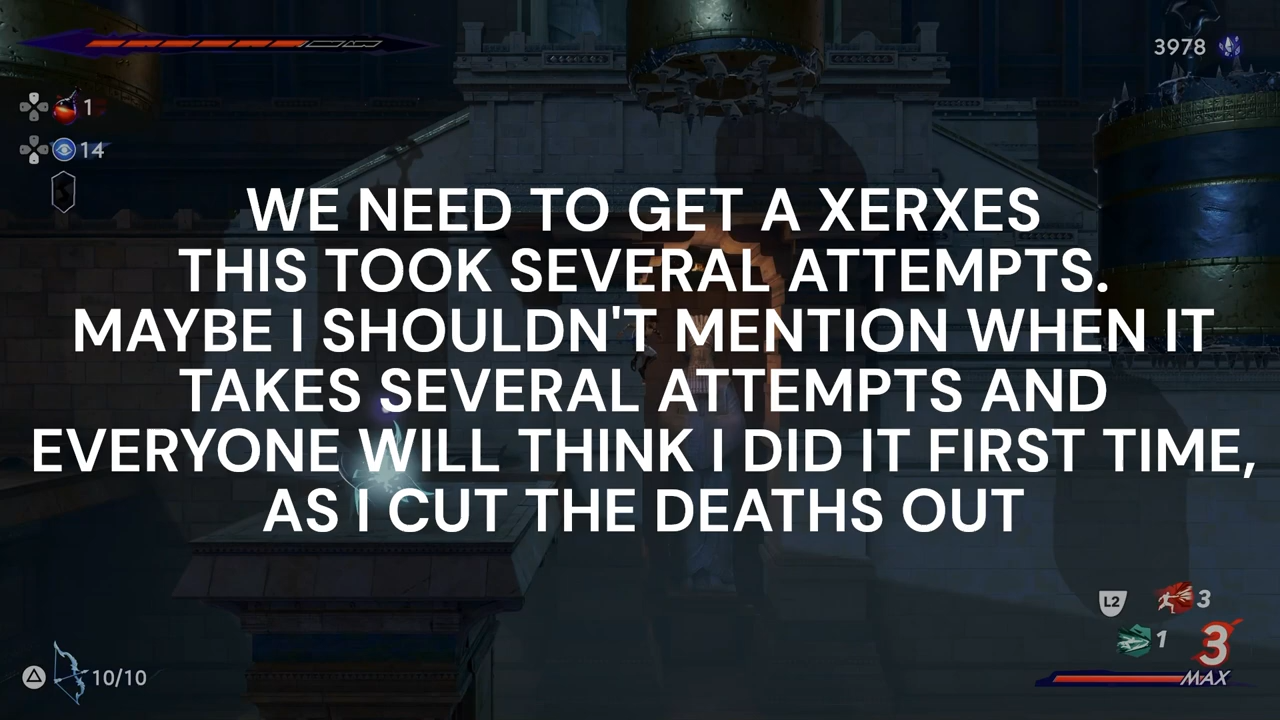 3978
1
14
WE NEED TO GET A XERXES
THIS TOOK SEVERAL ATTEMPTS.
MAYBE I SHOULDN'T MENTION WHEN IT
TAKES SEVERAL ATTEMPTS AND
EVERYONE WILL THINK I DID IT FIRST TIME,
AS I CUT THE DEATHS OUT
L2 3
1 3
10/10
MAX